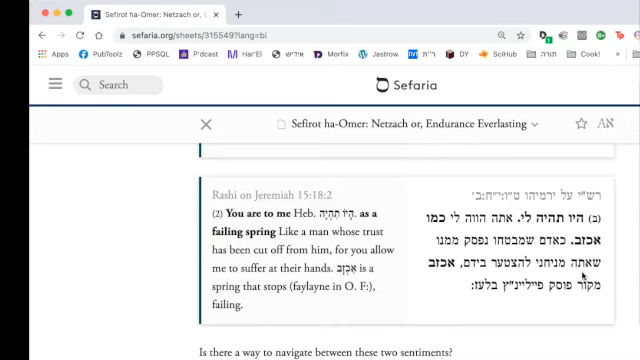 Sefirot ha-Omer: Netzach or, E
sefaria.org/sheets/315549?lang=bi
Apps PubToolz PPSQL P'dcast Har'El אידיש Morfix Jastrow ר"ת DY SciHub תורה Cook!
Search
Sefaria
Sefirot ha-Omer: Netzach or, Endurance Everlasting
Rashi on Jeremiah 15:18:2
(2) You are to me Heb. הָיוֹ תִהְיֶה. as a
failing spring Like a man whose trust
has been cut off from him, for you allow
me to suffer at their hands. אַכְזָב is a
spring that stops (faylayne in O. F.:),
failing.
רש"י על ירמיהו ט"ו:י"ח:ב׳
(ב) היו תהיה לי. אתה הווה לי כמו
אכזב. כאדם שמבטחו נפסק ממנו
שאתה מניחני להצטער בידם, אכזב
מקור פוסק פייליינ"ץ בלעז:
Is there a way to navigate between these two sentiments?